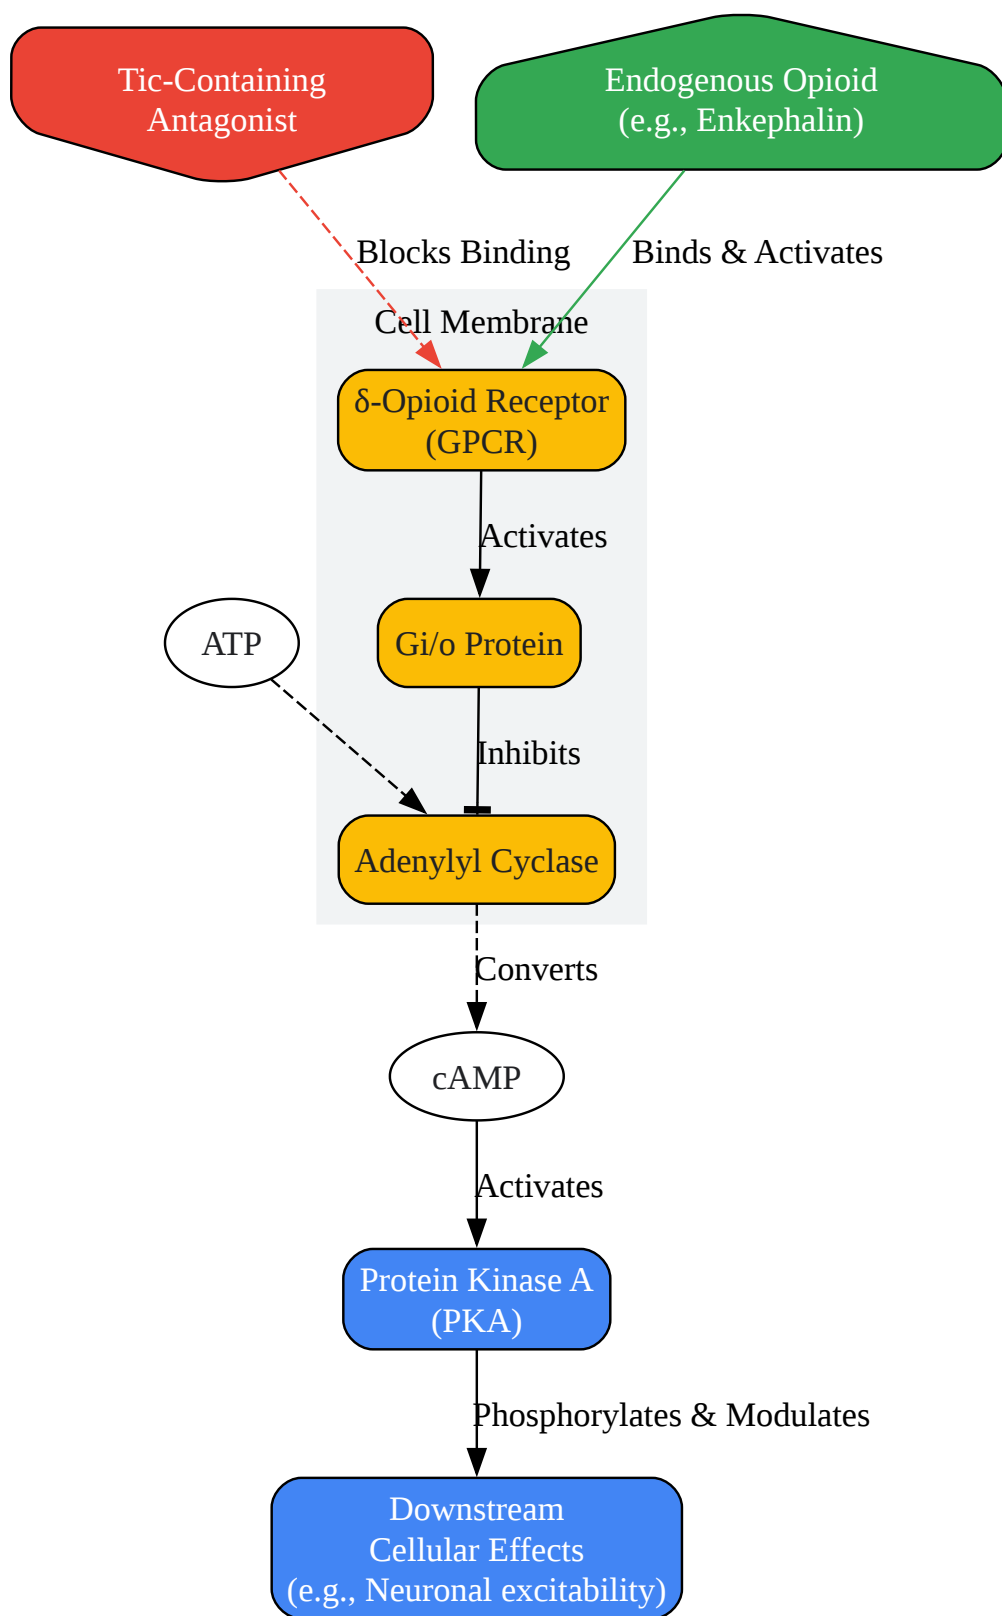 Tic-Containing
Antagonist
Endogenous Opioid
(e.g., Enkephalin)
Blocks Binding
Binds & Activates
Cell Membrane
δ-Opioid Receptor
(GPCR)
Activates
ATP
Gi/o Protein
Inhibits
Adenylyl Cyclase
Converts
cAMP
Activates
Protein Kinase A
(PKA)
Phosphorylates & Modulates
Downstream
Cellular Effects
(e.g., Neuronal excitability)